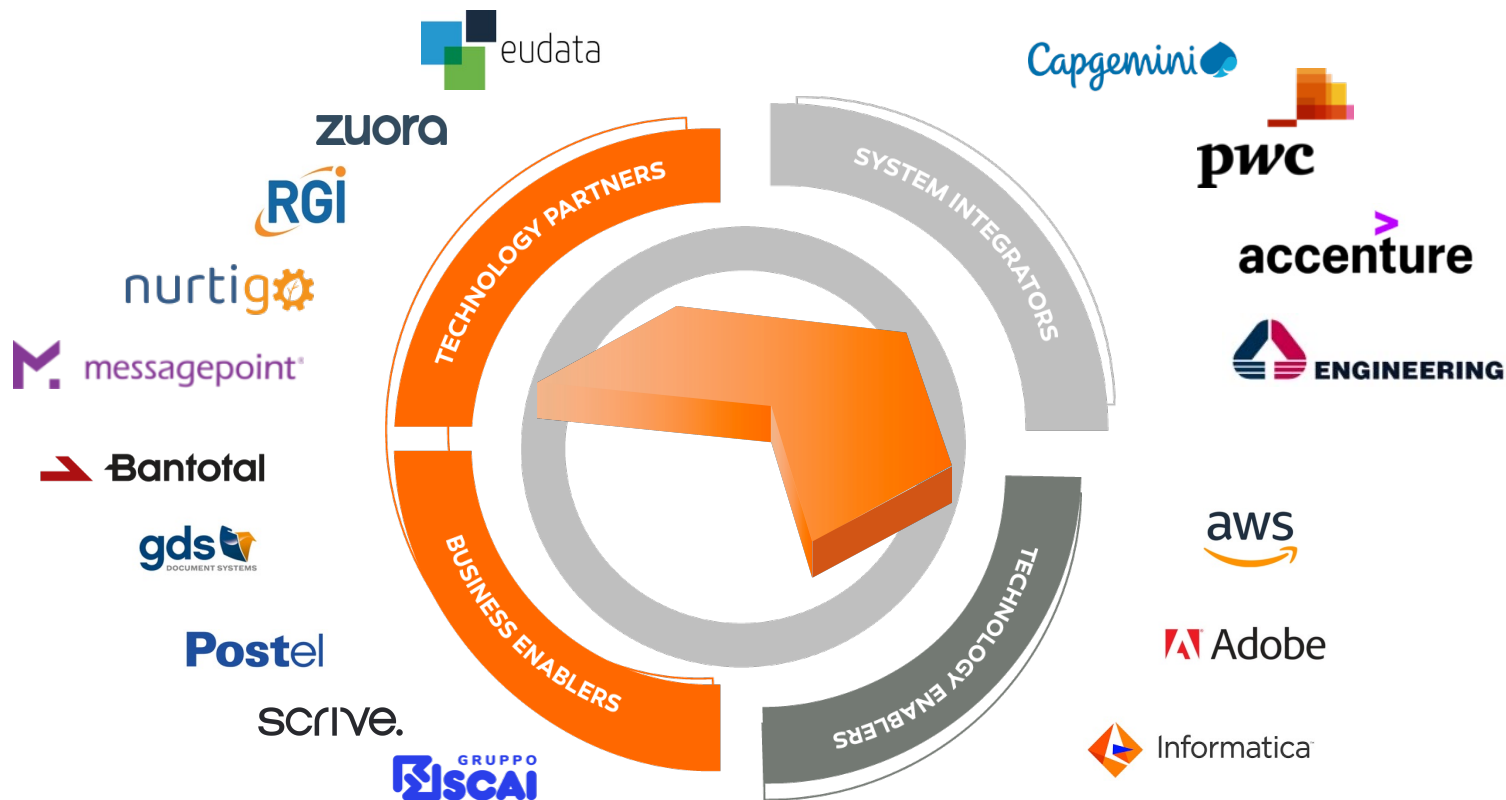 eudata
zuora
RGI
nurtigo
messagepoint®
Bantotal
gds
DOCUMENT SYSTEMS
Postel
scrive.
GRUPPO
SCAI
TECHNOLOGY PARTNERS
BUSINESS ENABLERS
SYSTEM INTEGRATORS
TECHNOLOGY ENABLERS
Capgemini
pwc
accenture
ENGINEERING
aws
Adobe
Informatica